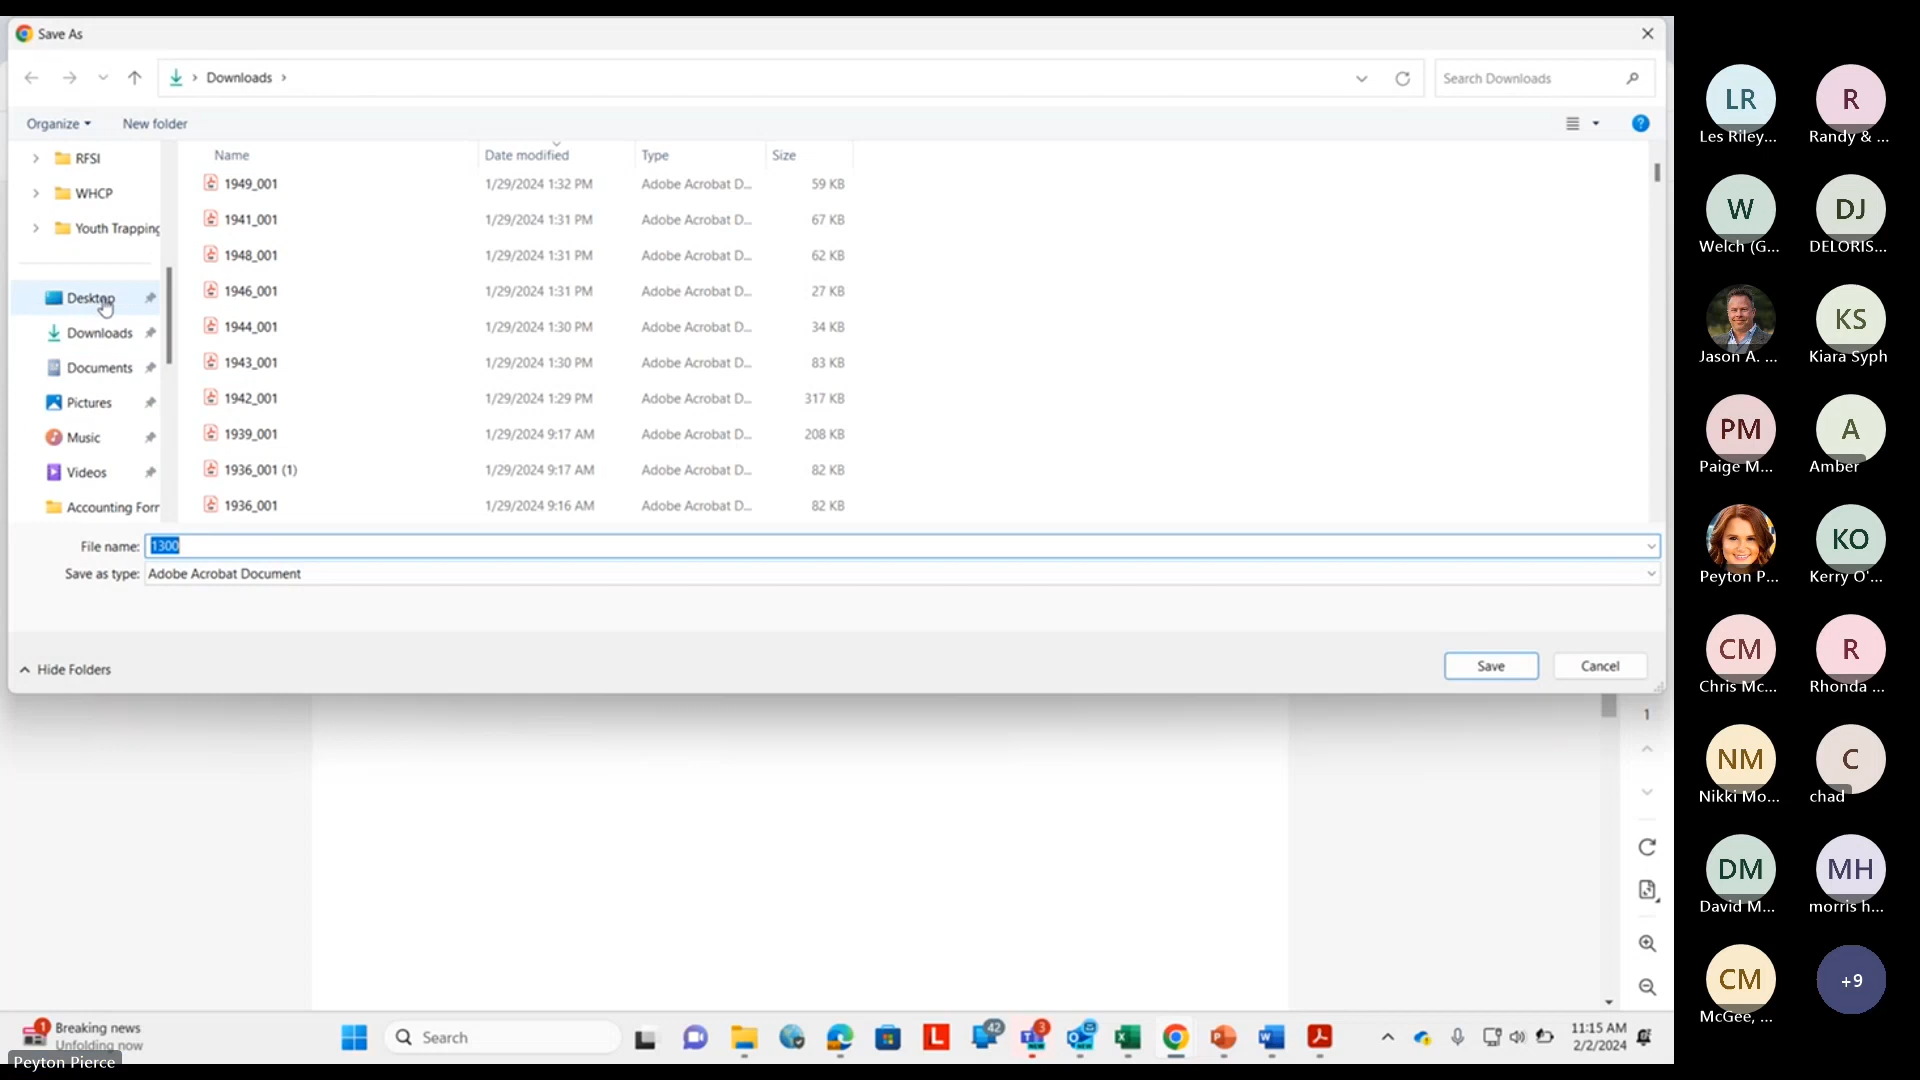 Save As
Downloads
Search Downloads
Organize
New folder
?
RFSI
WHCP
Youth Trapping
Desktop
Downloads
Documents
Pictures
Music
Videos
Accounting Forr
Name Date modified Type Size
1949_001 1/29/2024 1:32 PM Adobe Acrobat D... 59 KB
1941_001 1/29/2024 1:31 PM Adobe Acrobat D... 67 KB
1948_001 1/29/2024 1:31 PM Adobe Acrobat D... 62 KB
1946_001 1/29/2024 1:31 PM Adobe Acrobat D... 27 KB
1944_001 1/29/2024 1:30 PM Adobe Acrobat D... 34 KB
1943_001 1/29/2024 1:30 PM Adobe Acrobat D... 83 KB
1942_001 1/29/2024 1:29 PM Adobe Acrobat D... 317 KB
1939_001 1/29/2024 9:17 AM Adobe Acrobat D... 208 KB
1936_001 (1) 1/29/2024 9:17 AM Adobe Acrobat D... 82 KB
1936_001 1/29/2024 9:16 AM Adobe Acrobat D... 82 KB
File name: 1300
Save as type: Adobe Acrobat Document
Hide Folders
Save
Cancel
1
1
Breaking news
Unfolding now
Search
L
42
3
NEW
NEW
11:15 AM
2/2/2024
Peyton Pierce
LR
Les Riley...
R
Randy & ...
W
Welch (G...
DJ
DELORIS...
Jason A. ...
KS
Kiara Syph
PM
Paige M...
A
Amber
Peyton P...
KO
Kerry O'...
CM
Chris Mc...
R
Rhonda ...
NM
Nikki Mo...
C
chad
DM
David M...
MH
morris h...
CM
McGee, ...
+9